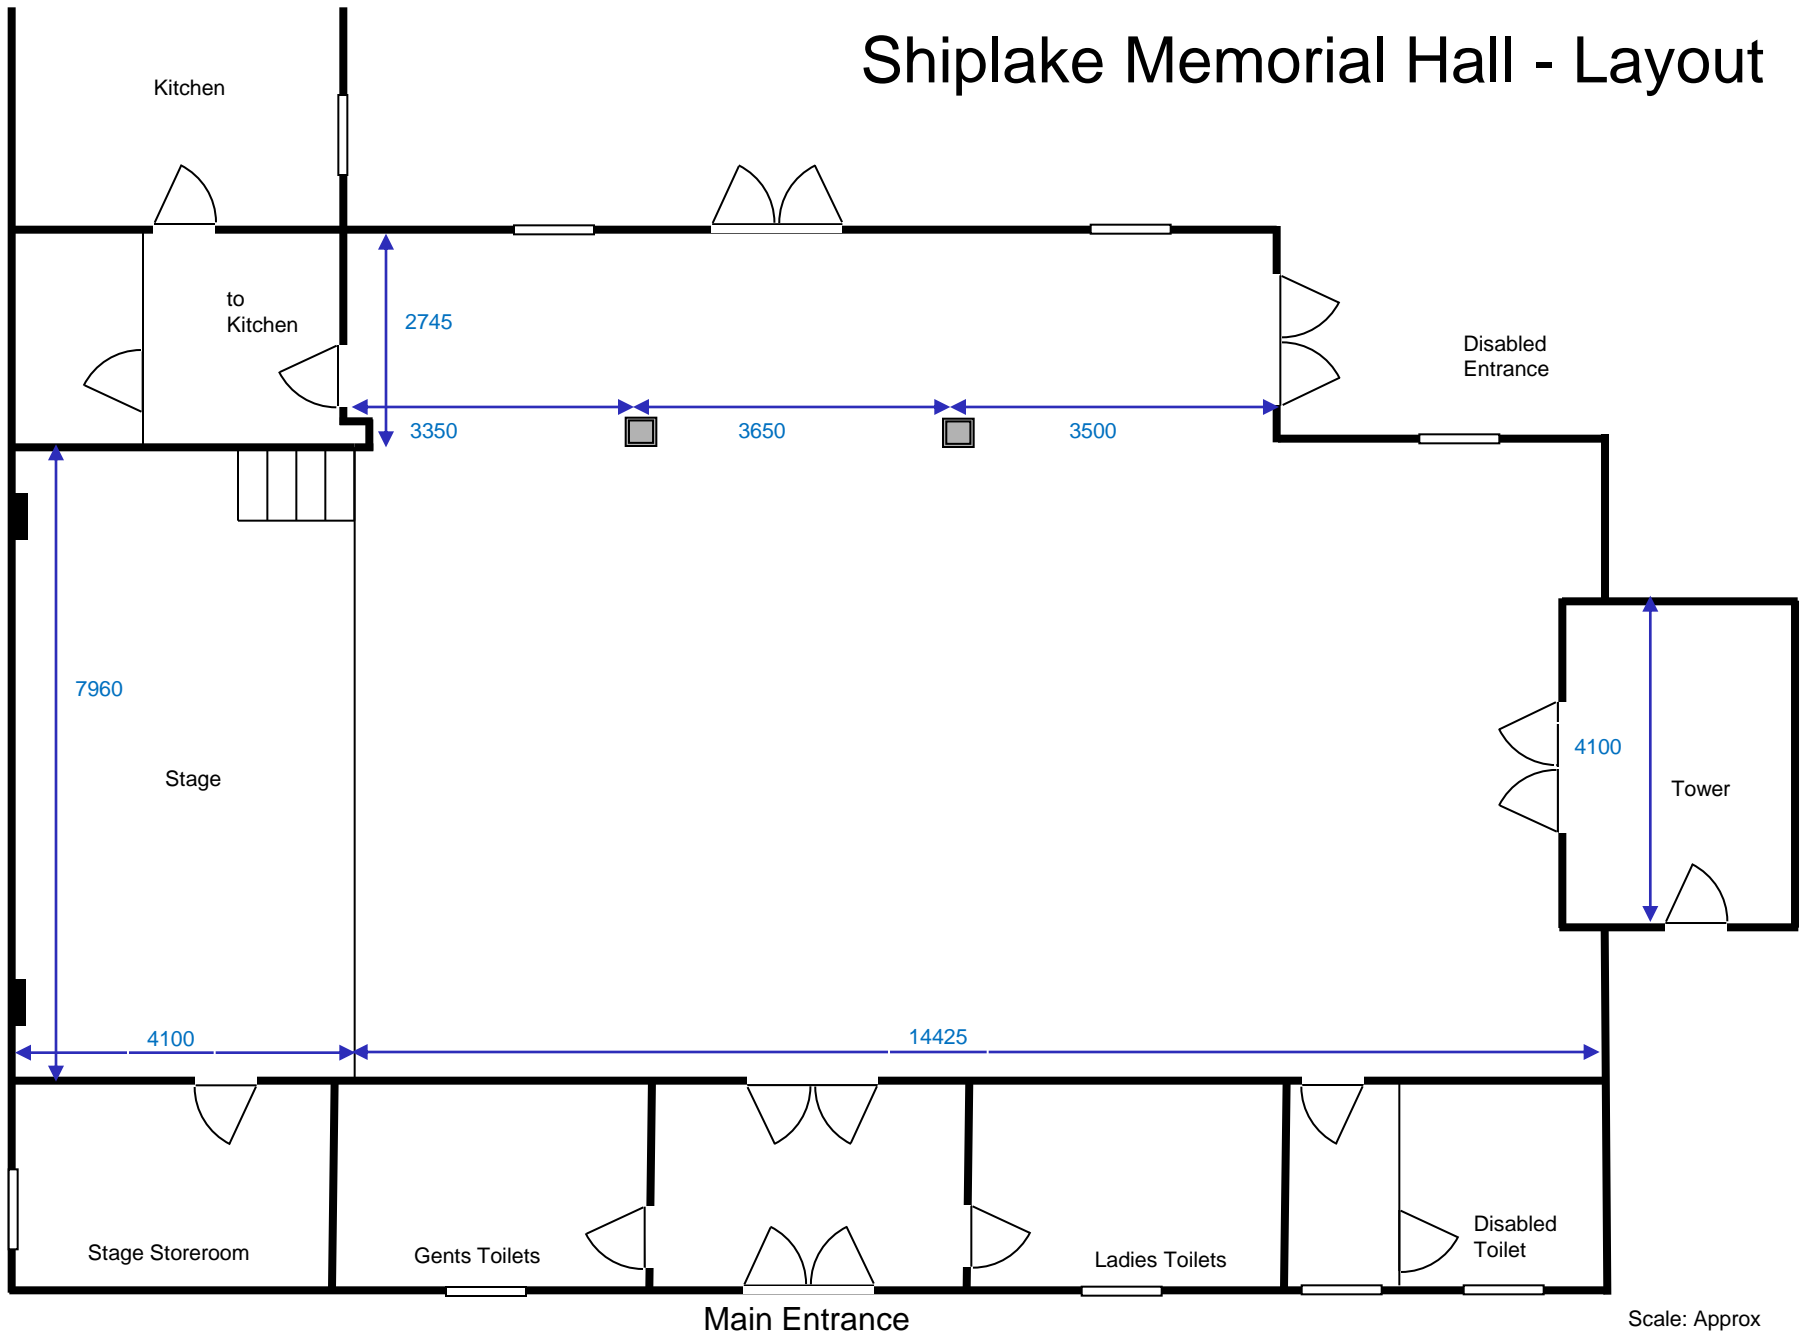 Shiplake Memorial Hall - Layout
Kitchen
to
Kitchen
2745
Disabled
Entrance
3350
3650
3500
7960
4100
Stage
Tower
4100
14425
Stage Storeroom
Gents Toilets
Ladies Toilets
Disabled
Toilet
Main Entrance
Scale: Approx